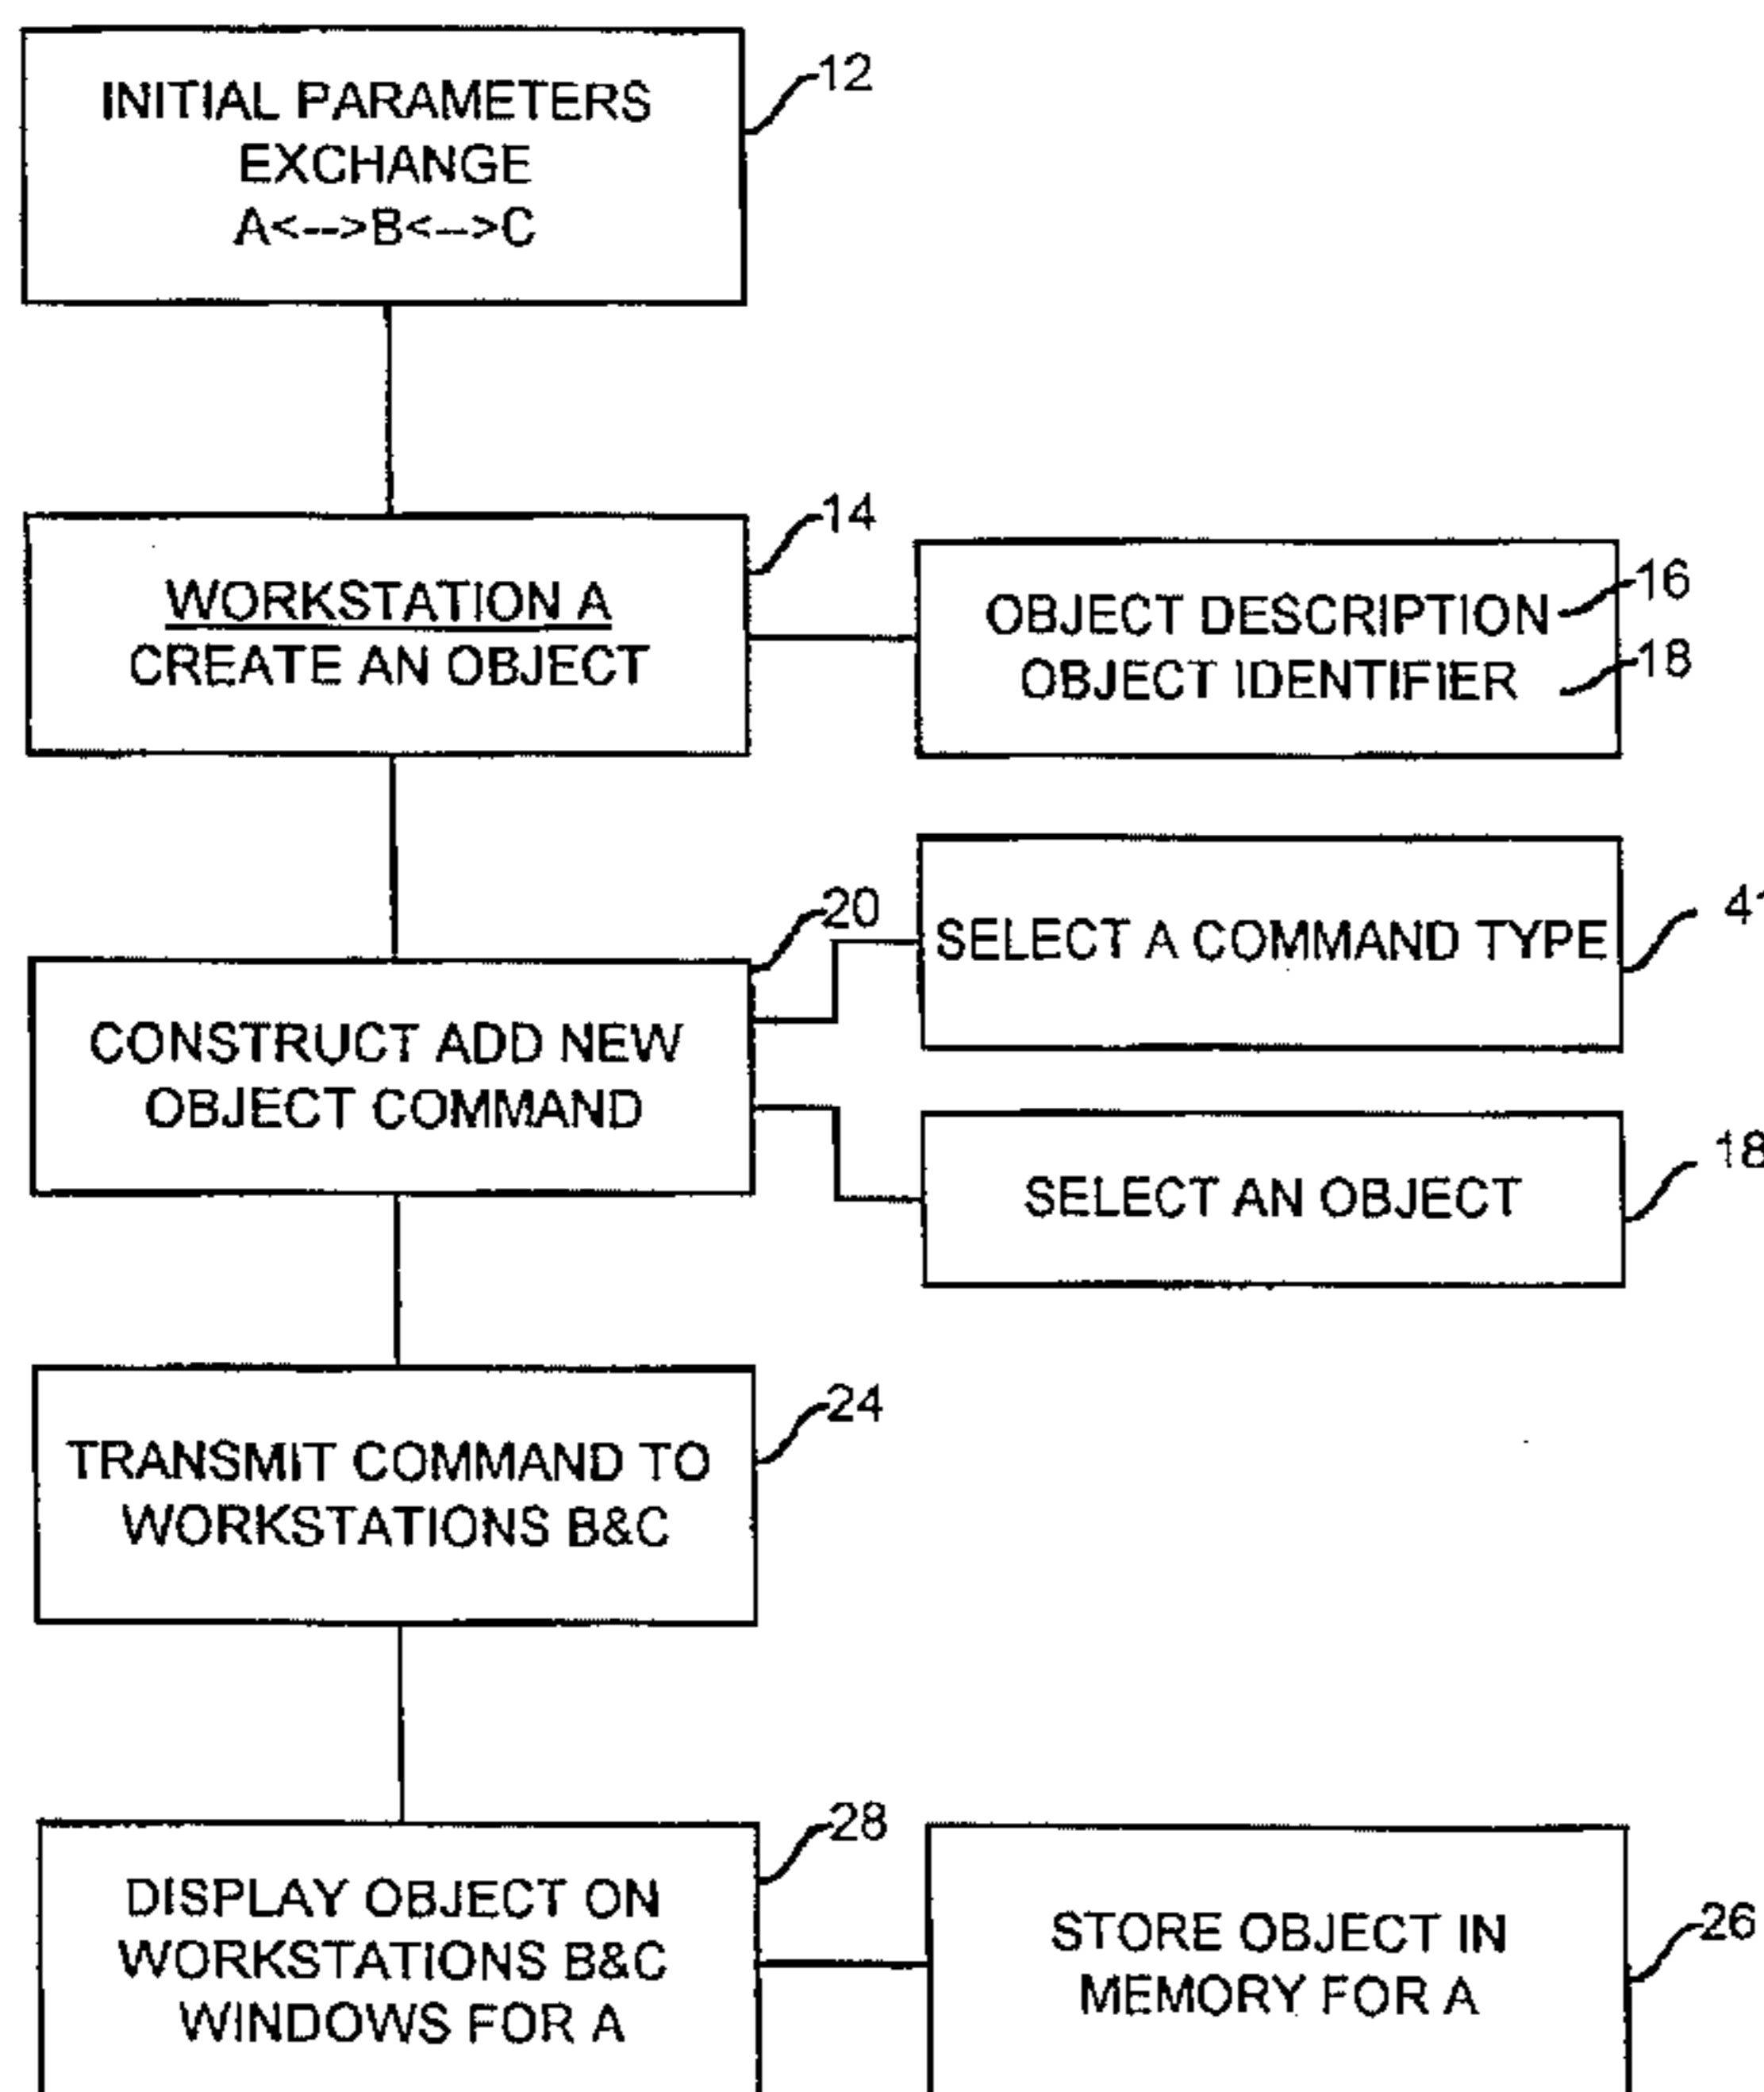 INITIAL PARAMETERS
EXCHANGE
A<-->B<-->C
12
WORKSTATION A
CREATE AN OBJECT
14
OBJECT DESCRIPTION
16
OBJECT IDENTIFIER
18
CONSTRUCT ADD NEW
OBJECT COMMAND
20
SELECT A COMMAND TYPE
SELECT AN OBJECT
18
TRANSMIT COMMAND TO
WORKSTATIONS B&C
24
DISPLAY OBJECT ON
WORKSTATIONS B&C
WINDOWS FOR A
28
STORE OBJECT IN
MEMORY FOR A
26